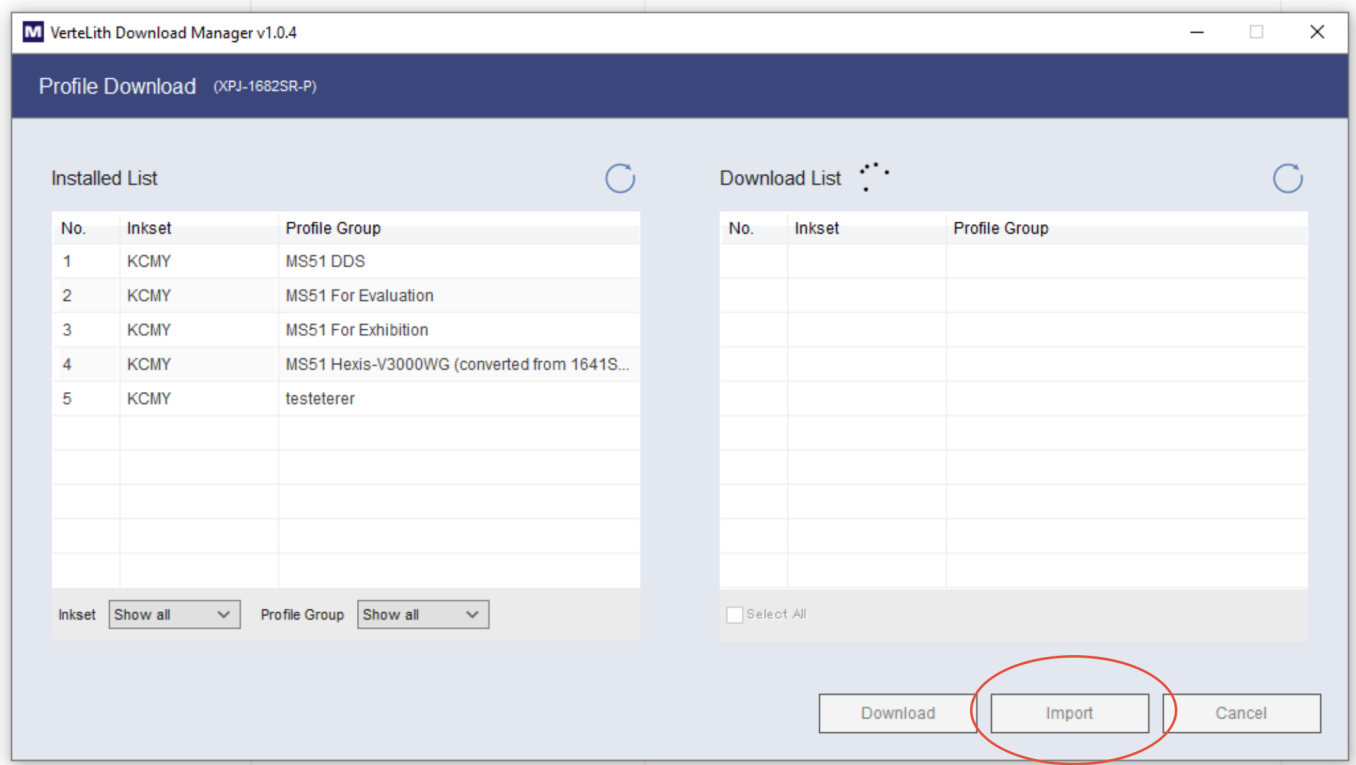 M VerteLith Download Manager v1.0.4
Profile Download (XPJ-1682SR-P)
Installed List
No. Inkset Profile Group
1 KCMY MS51 DDS
2 KCMY MS51 For Evaluation
3 KCMY MS51 For Exhibition
4 KCMY MS51 Hexis-V3000WG (converted from 1641S...
5 KCMY testeterer
Inkset Show all Profile Group Show all
Download List
No. Inkset Profile Group
Select All
Download Import Cancel